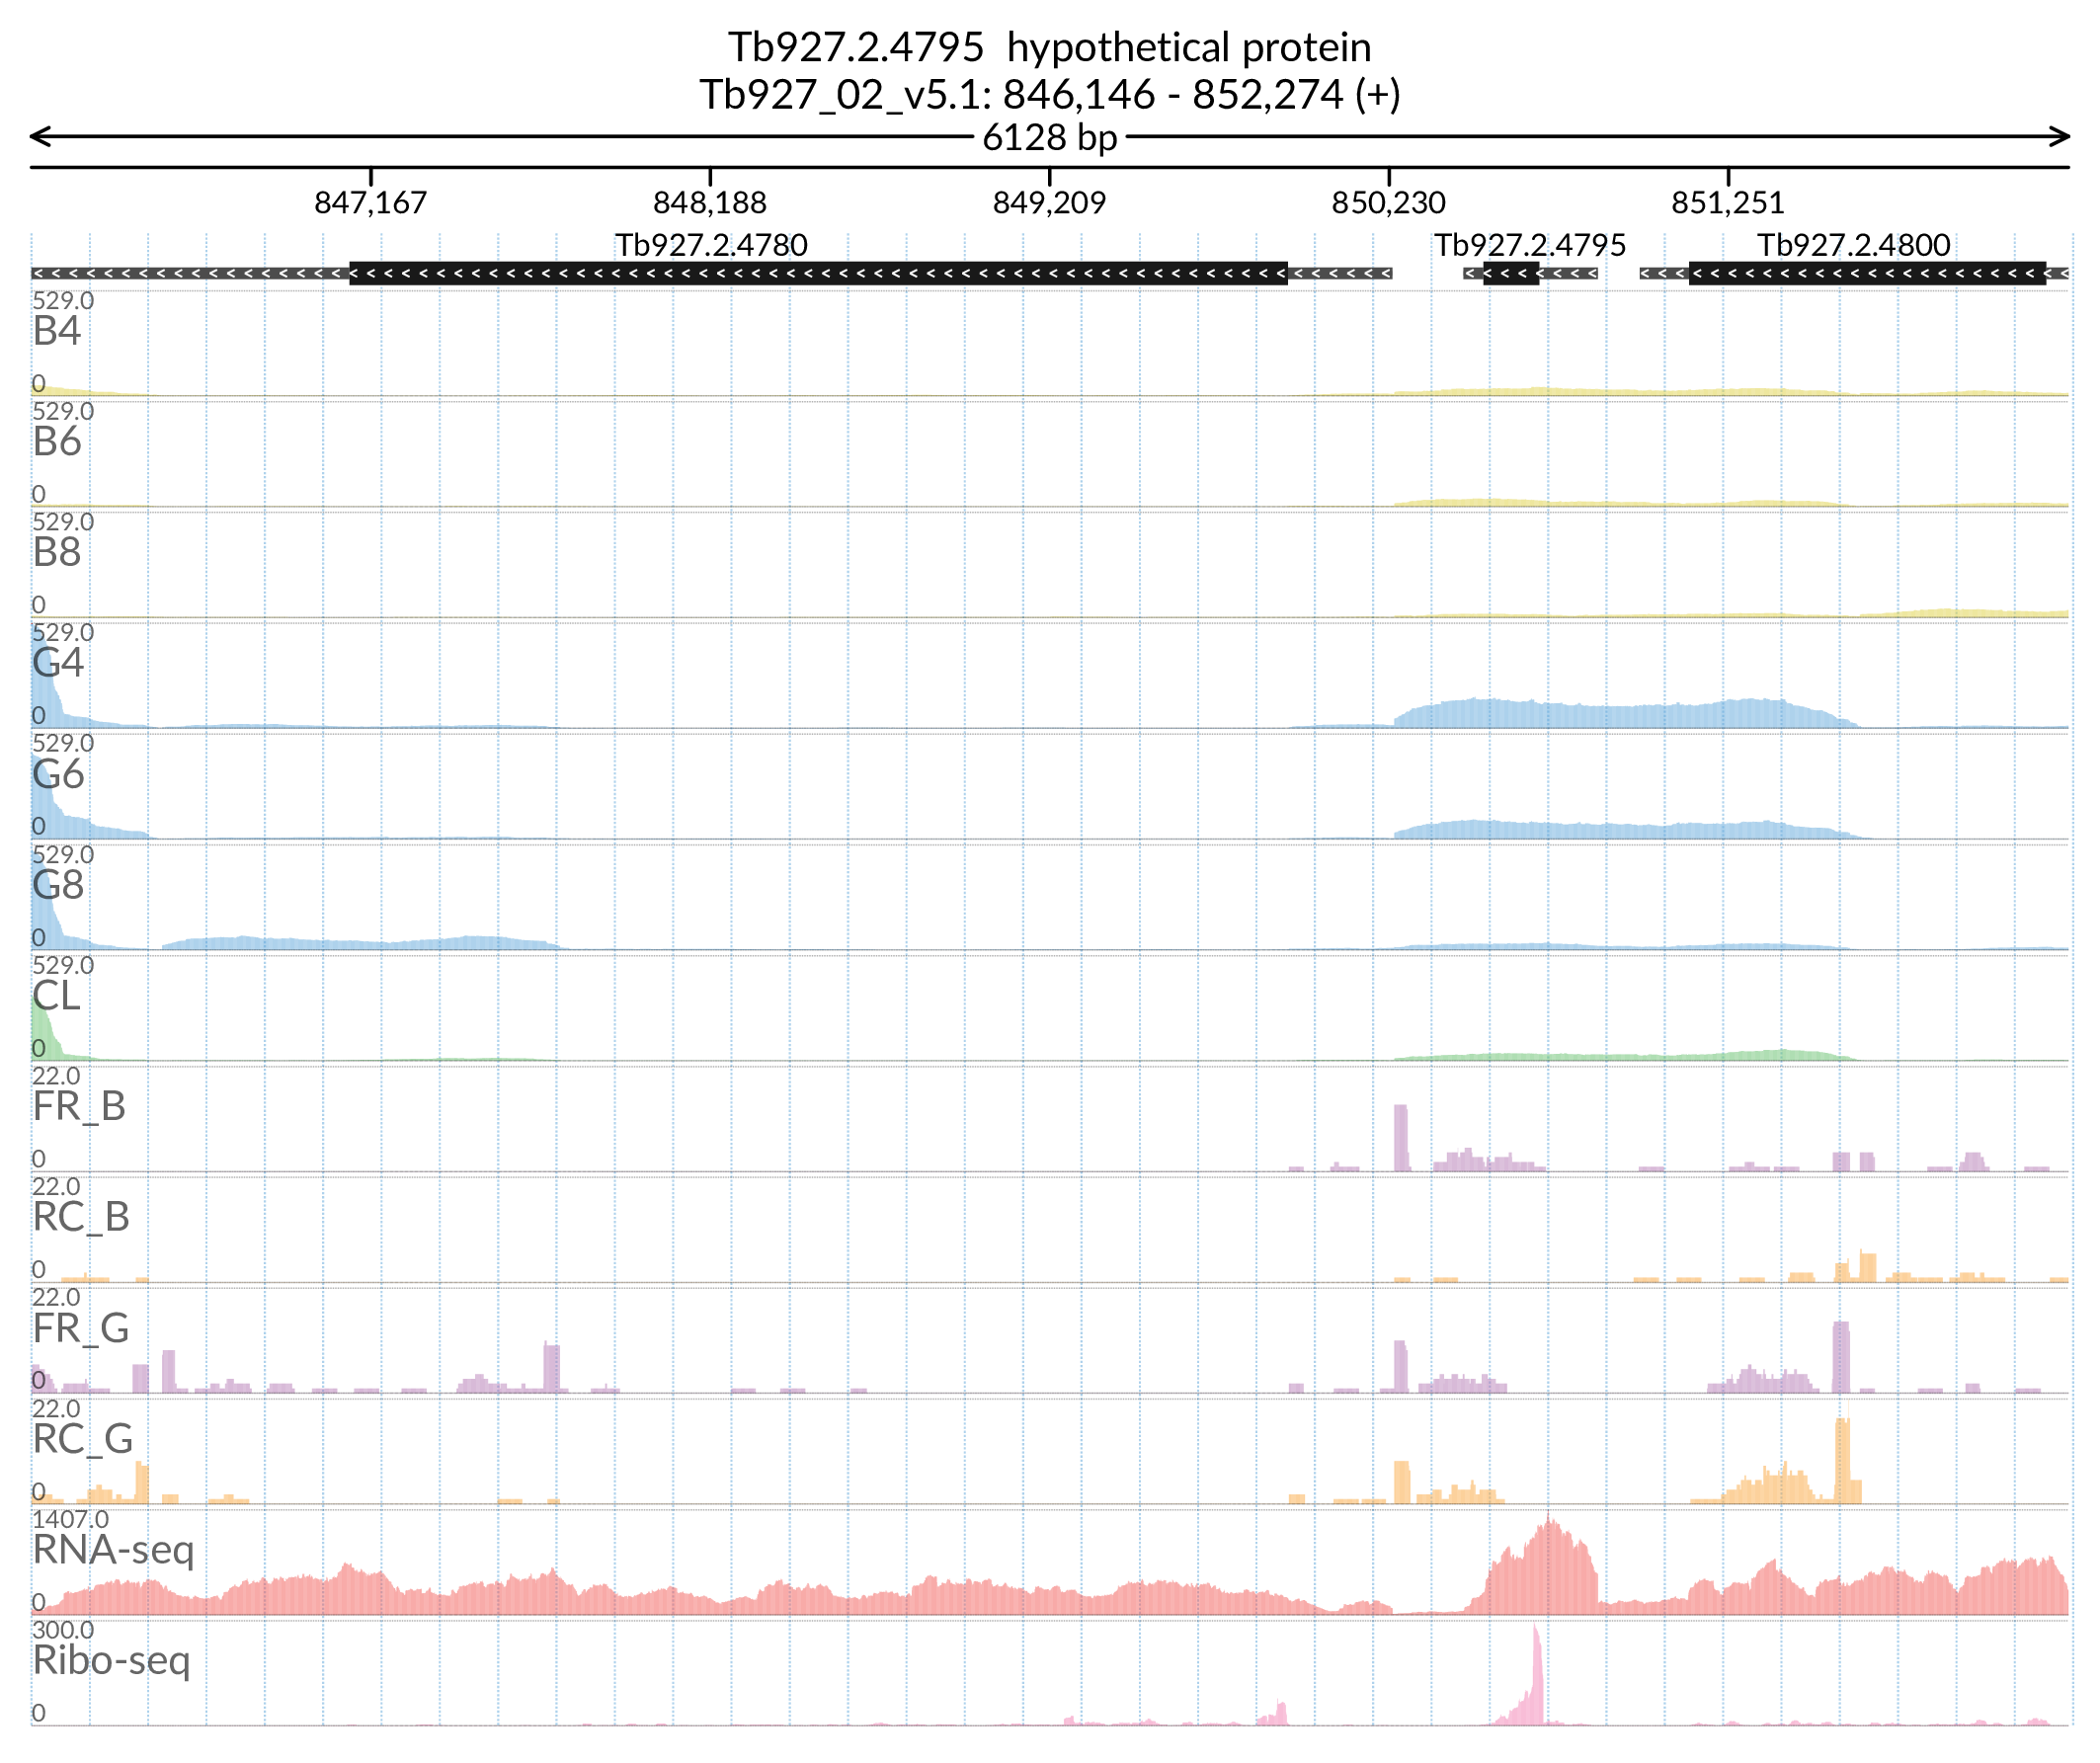 Tb927.2.4795  hypothetical protein
Tb927_02_v5.1: 846,146 - 852,274 (+)
6128 bp
847,167 848,188 849,209 850,230 851,251
Tb927.2.4780 Tb927.2.4795 Tb927.2.4800
529.0
B4
0
529.0
B6
0
529.0
B8
0
529.0
G4
0
529.0
G6
0
529.0
G8
0
529.0
CL
0
22.0
FR_B
0
22.0
RC_B
0
22.0
FR_G
0
22.0
RC_G
0
1407.0
RNA-seq
0
300.0
Ribo-seq
0